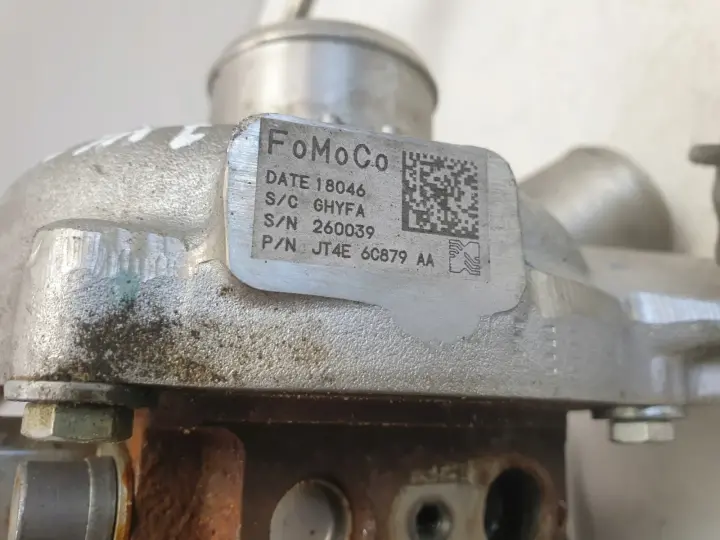 FoMoCo
DATE 18046
S/C GHYFA
S/N 260039
P/N JT4E 6C879 AA